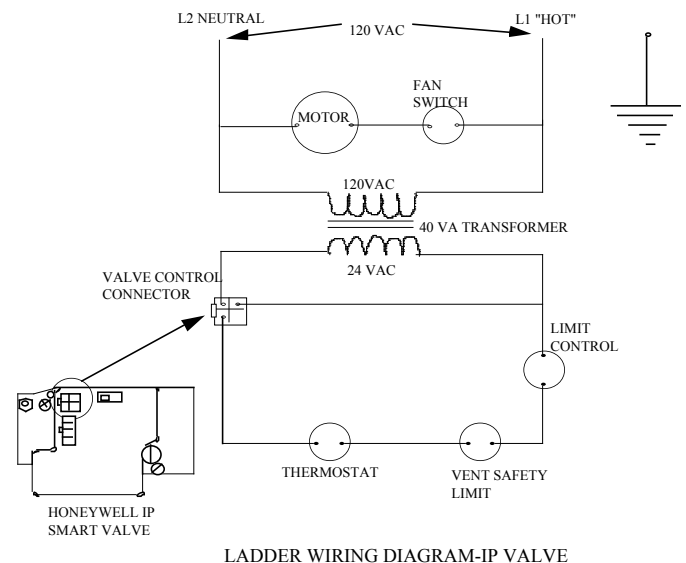 L2 NEUTRAL
120 VAC
L1 "HOT"
MOTOR
FAN
SWITCH
120VAC
40 VA TRANSFORMER
24 VAC
VALVE CONTROL
CONNECTOR
LIMIT
CONTROL
THERMOSTAT
VENT SAFETY
LIMIT
HONEYWELL IP
SMART VALVE
LADDER WIRING DIAGRAM-IP VALVE